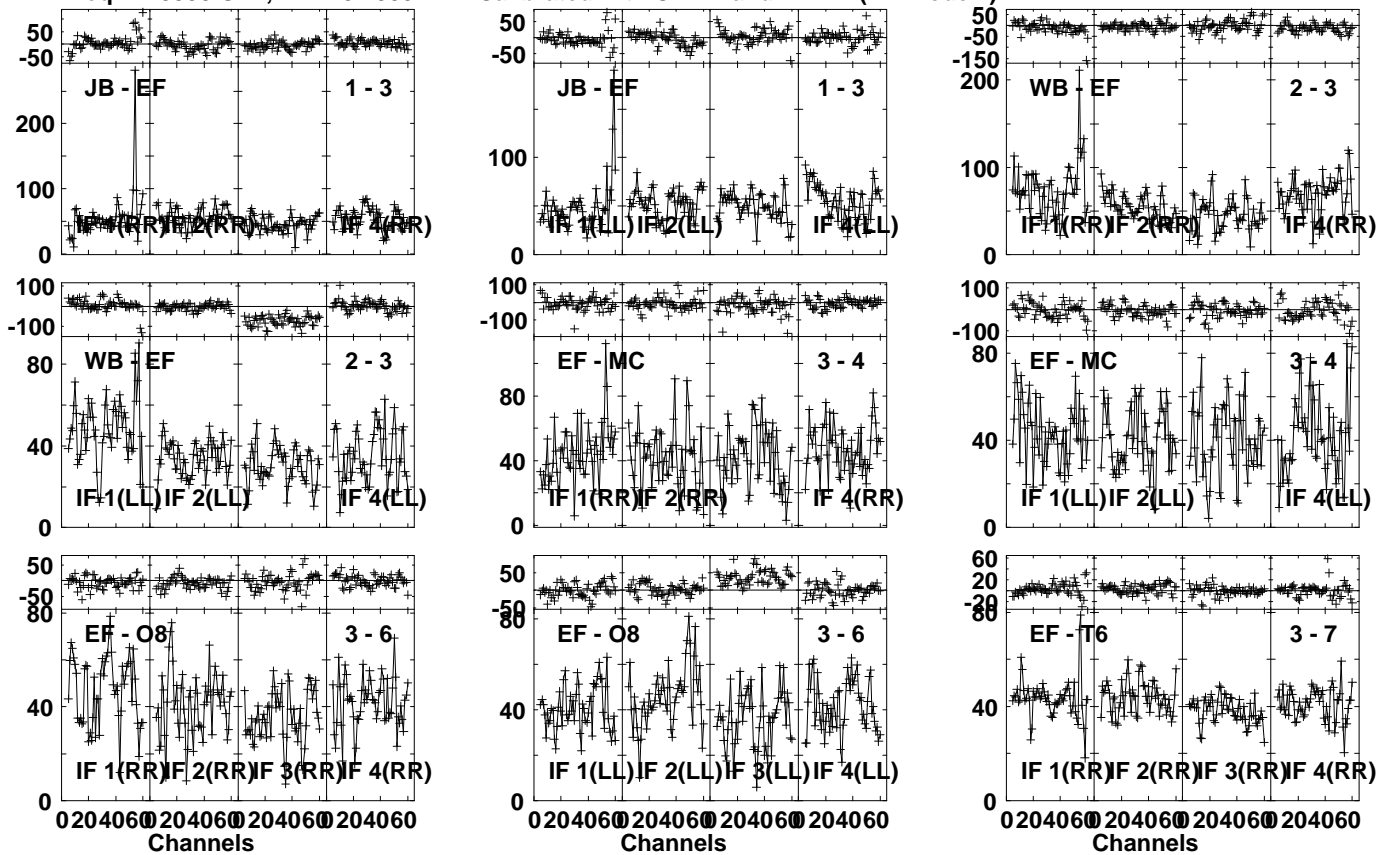 50
-50
JB - EF 1 - 3
200
100
IF 1(RR) IF 2(RR) IF 4(RR)
0
50
-50
JB - EF 1 - 3
100
IF 1(LL) IF 2(LL) IF 4(LL)
0
50
-50
-150
200
WB - EF 2 - 3
100
IF 1(RR) IF 2(RR) IF 4(RR)
0
100
-100
80
WB - EF 2 - 3
40
IF 1(LL) IF 2(LL) IF 4(LL)
0
100
-100
EF - MC 3 - 4
80
40
IF 1(RR) IF 2(RR) IF 4(RR)
0
100
-100
80
EF - MC 3 - 4
40
IF 1(LL) IF 2(LL) IF 4(LL)
0
50
-50
80
EF - O8 3 - 6
40
IF 1(RR) IF 2(RR) IF 3(RR) IF 4(RR)
0
0 20 40 60 0 20 40 60 0 20 40 60 0 20 40 60
Channels
50
-50
80
EF - O8 3 - 6
40
IF 1(LL) IF 2(LL) IF 3(LL) IF 4(LL)
0
0 20 40 60 0 20 40 60 0 20 40 60 0 20 40 60
Channels
60
20
-20
80
EF - T6 3 - 7
40
IF 1(RR) IF 2(RR) IF 3(RR) IF 4(RR)
0
0 20 40 60 0 20 40 60 0 20 40 60 0 20 40 60
Channels